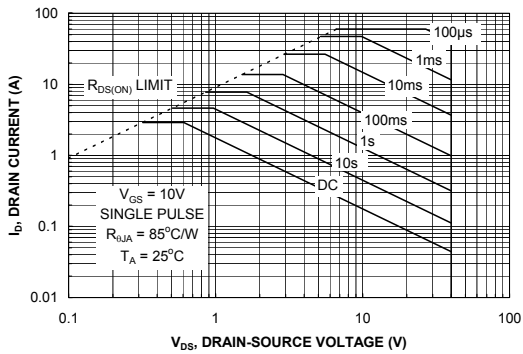 100
10
1
0.1
0.01
0.1
1
10
100
I_D, DRAIN CURRENT (A)
V_DS, DRAIN-SOURCE VOLTAGE (V)
R_DS(ON) LIMIT
100µs
1ms
10ms
100ms
1s
10s
DC
V_GS = 10V
SINGLE PULSE
R_θJA = 85°C/W
T_A = 25°C